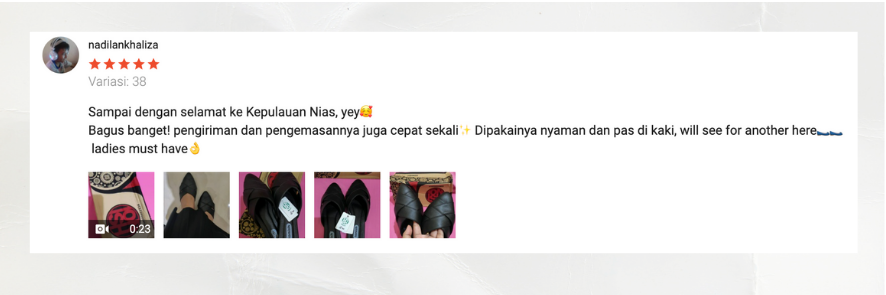 nadilankhaliza
Variasi: 38
Sampai dengan selamat ke Kepulauan Nias, yey🥰
Bagus banget! pengiriman dan pengemasannya juga cepat sekali✨ Dipakainya nyaman dan pas di kaki, will see for another here🥿🥿
ladies must have👌
0:23